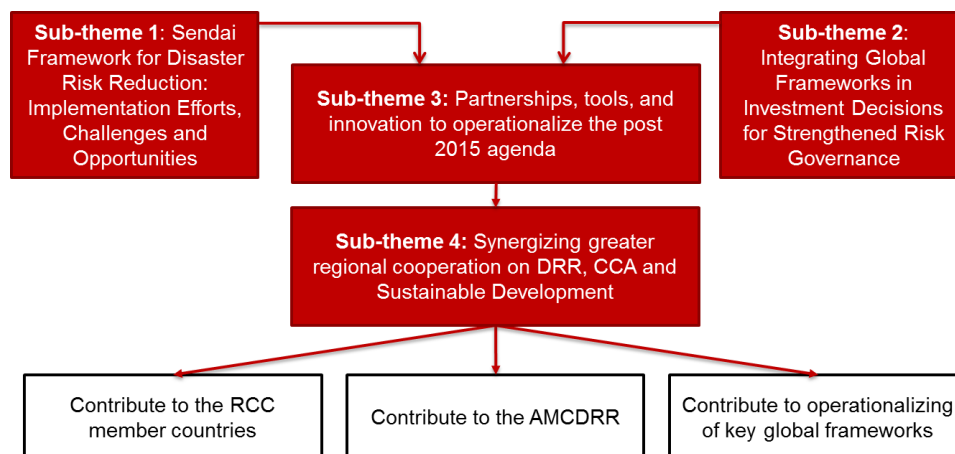 Sub-theme 1: Sendai
Framework for Disaster
Risk Reduction:
Implementation Efforts,
Challenges and
Opportunities
Sub-theme 2:
Integrating Global
Frameworks in
Investment Decisions
for Strengthened Risk
Governance
Sub-theme 3: Partnerships, tools, and
innovation to operationalize the post
2015 agenda
Sub-theme 4: Synergizing greater
regional cooperation on DRR, CCA and
Sustainable Development
Contribute to the RCC
member countries
Contribute to the AMCDRR
Contribute to operationalizing
of key global frameworks